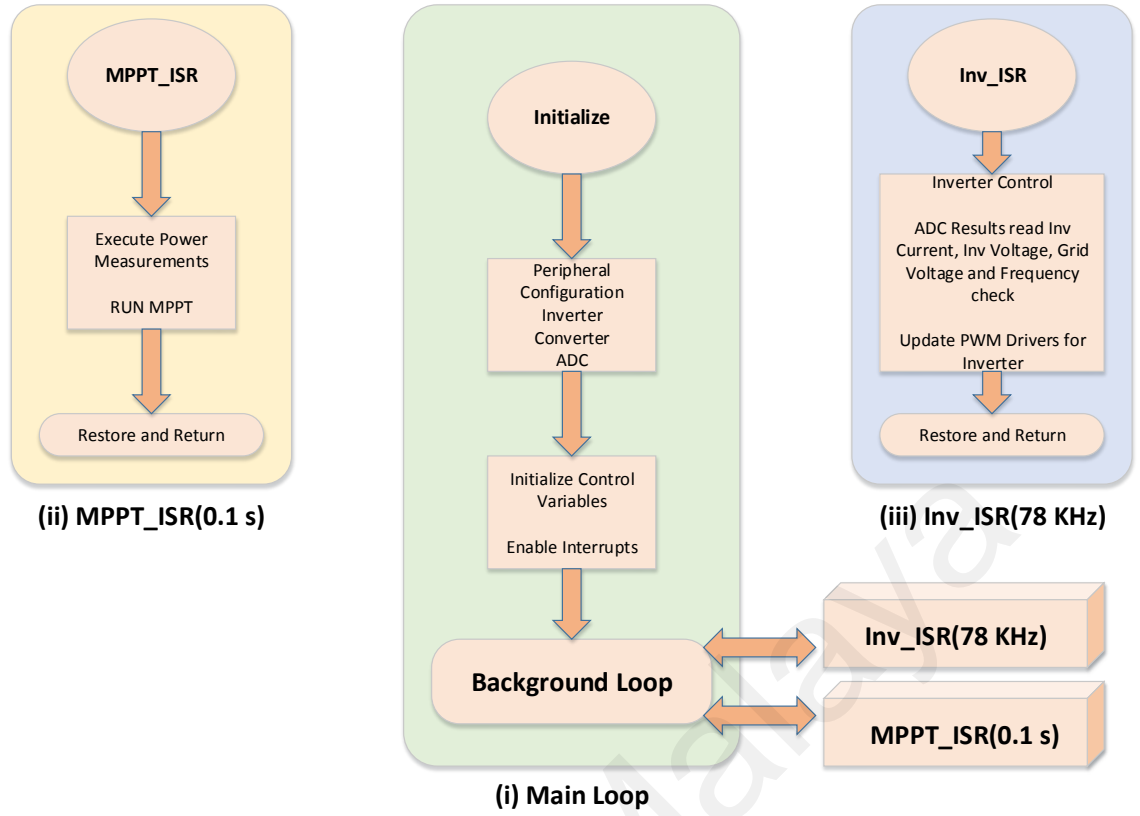 MPPT_ISR
Execute Power
Measurements
RUN MPPT
Restore and Return
(ii) MPPT_ISR(0.1 s)
Initialize
Peripheral
Configuration
Inverter
Converter
ADC
Initialize Control
Variables
Enable Interrupts
Background Loop
(i) Main Loop
Inv_ISR
Inverter Control
ADC Results read Inv
Current, Inv Voltage, Grid
Voltage and Frequency
check
Update PWM Drivers for
Inverter
Restore and Return
(iii) Inv_ISR(78 KHz)
Inv_ISR(78 KHz)
MPPT_ISR(0.1 s)
Malaya